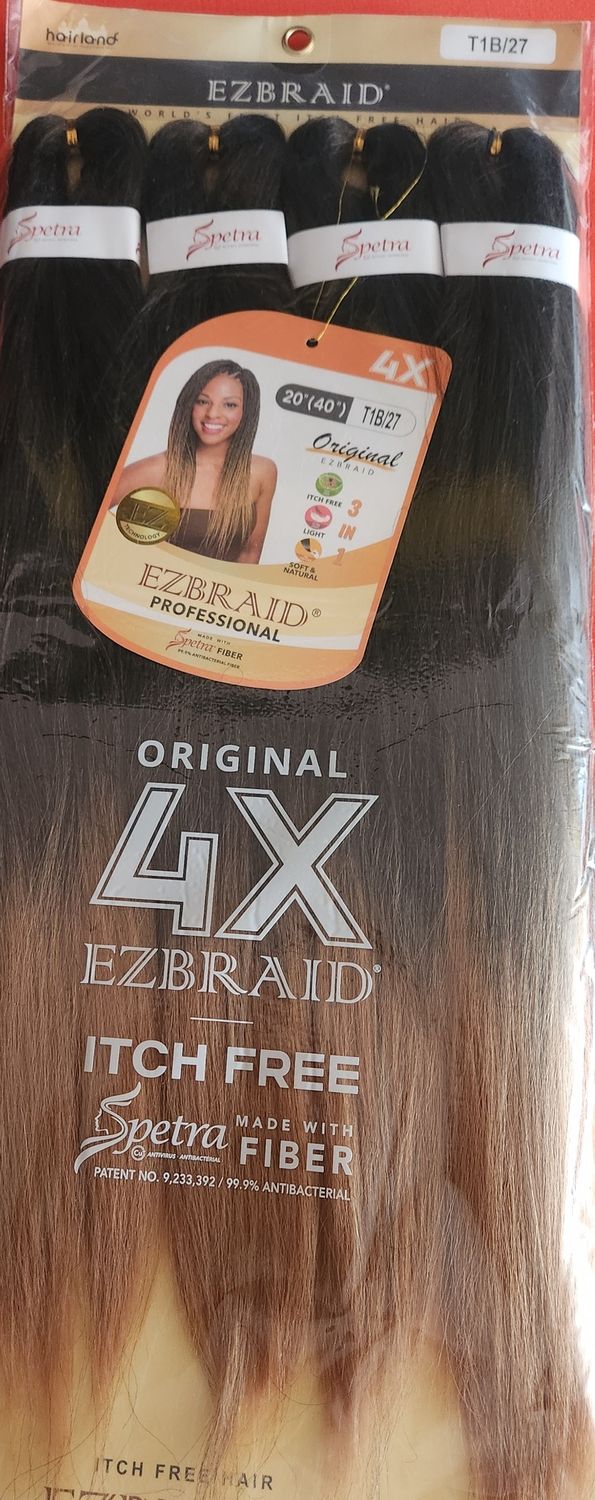 hairland
T1B/27
EZBRAID®
WORLD'S FIRST ITCH FREE HAIR
Spetra
Spetra
Spetra
Spetra
4X
20"(40") T1B/27
Original
EZBRAID
ITCH FREE
LIGHT
SOFT &
NATURAL
3
IN
1
EZ
TECHNOLOGY
EZBRAID®
PROFESSIONAL
MADE WITH
Spetra FIBER
99.9% ANTIBACTERIAL FIBER
ORIGINAL
4X
EZBRAID®
ITCH FREE
Spetra MADE WITH
FIBER
Cu ANTIVIRUS · ANTIBACTERIAL
PATENT NO. 9,233,392 / 99.9% ANTIBACTERIAL
ITCH FREE HAIR